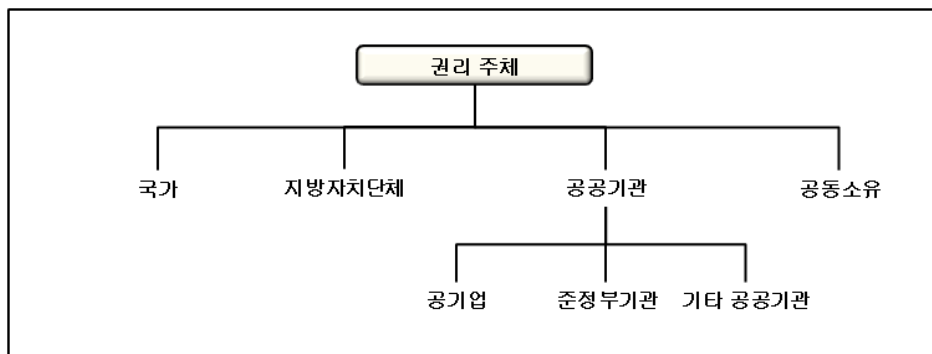 권리 주체
국가
지방자치단체
공공기관
공동소유
공기업
준정부기관
기타 공공기관